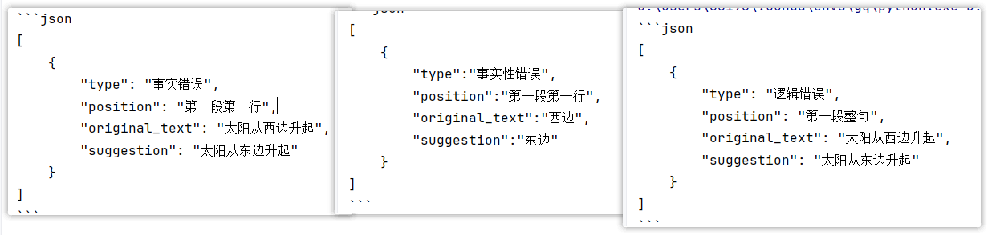 ```json
[
{
"type": "事实错误",
"position": "第一段第一行",
"original_text": "太阳从西边升起",
"suggestion": "太阳从东边升起"
}
]
```
json
[
{
"type":"事实性错误",
"position":"第一段第一行",
"original_text":"西边",
"suggestion":"东边"
}
]
```
```json
[
{
"type": "逻辑错误",
"position": "第一段整句",
"original_text": "太阳从西边升起",
"suggestion": "太阳从东边升起"
}
]
```